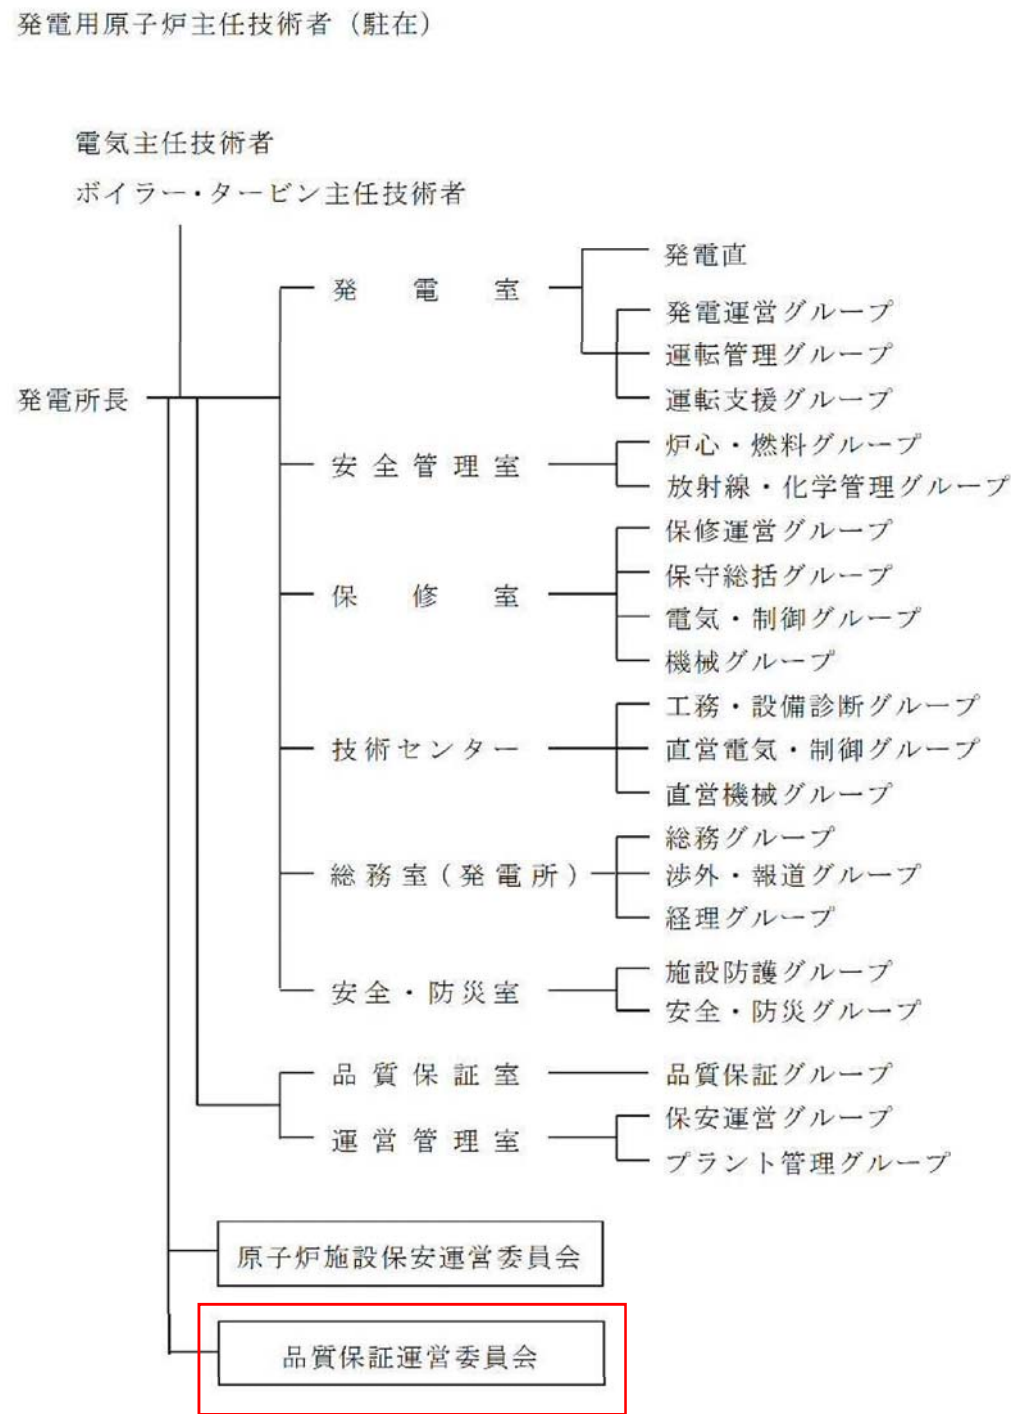 発電用原子炉主任技術者（駐在）
電気主任技術者
ボイラー・タービン主任技術者
発電所長
発電室
発電直
発電運営グループ
運転管理グループ
運転支援グループ
安全管理室
炉心・燃料グループ
放射線・化学管理グループ
保修室
保修運営グループ
保守総括グループ
電気・制御グループ
機械グループ
技術センター
工務・設備診断グループ
直営電気・制御グループ
直営機械グループ
総務室(発電所)
総務グループ
渉外・報道グループ
経理グループ
安全・防災室
施設防護グループ
安全・防災グループ
品質保証室
品質保証グループ
運営管理室
保安運営グループ
プラント管理グループ
原子炉施設保安運営委員会
品質保証運営委員会